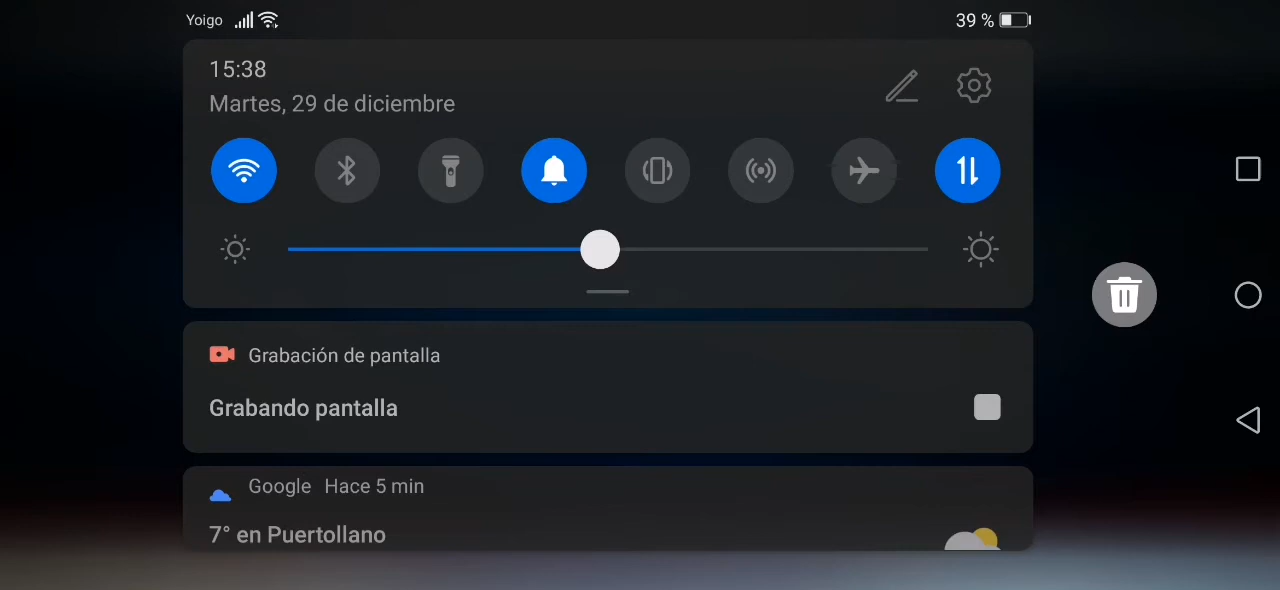 Yoigo
39 %
15:38
Martes, 29 de diciembre
Grabación de pantalla
Grabando pantalla
Google Hace 5 min
7° en Puertollano